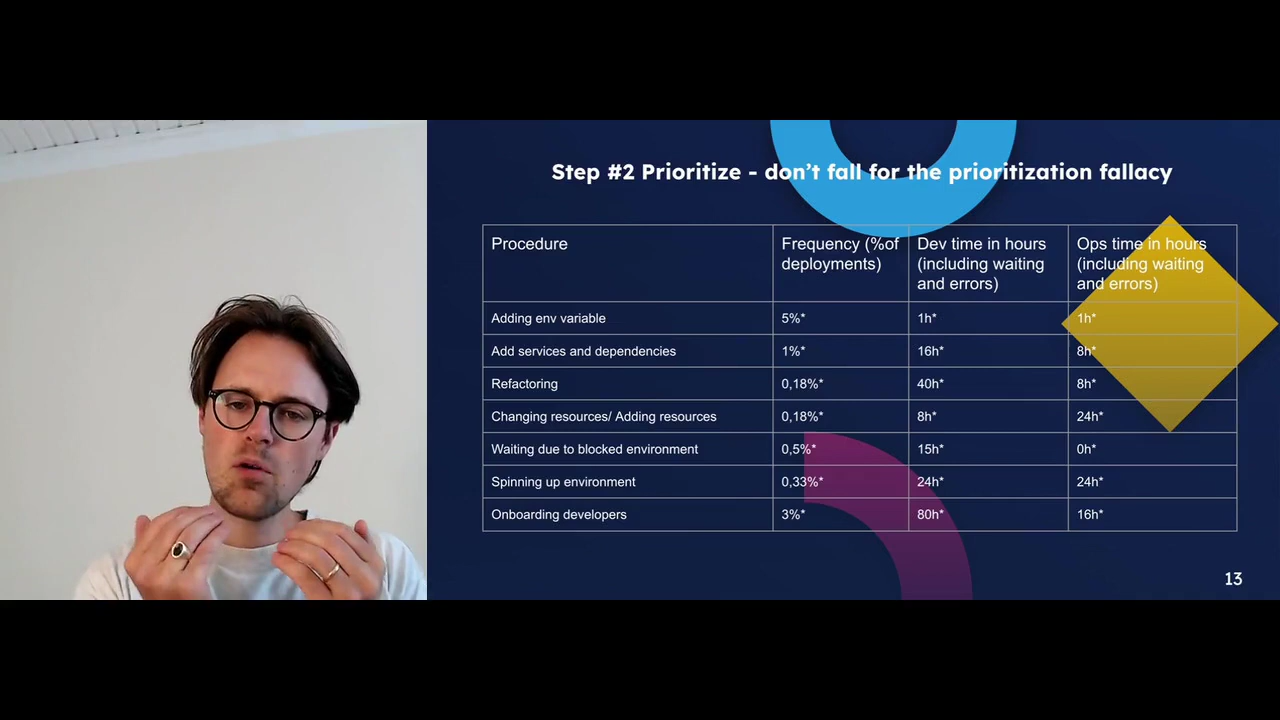 Step #2 Prioritize - don't fall for the prioritization fallacy
Procedure
Frequency (%of
deployments)
Dev time in hours
(including waiting
and errors)
Ops time in hours
(including waiting
and errors)
Adding env variable
5%*
1h*
1h*
Add services and dependencies
1%*
16h*
8h*
Refactoring
0,18%*
40h*
8h*
Changing resources/ Adding resources
0,18%*
8h*
24h*
Waiting due to blocked environment
0,5%*
15h*
0h*
Spinning up environment
0,33%*
24h*
24h*
Onboarding developers
3%*
80h*
16h*
13